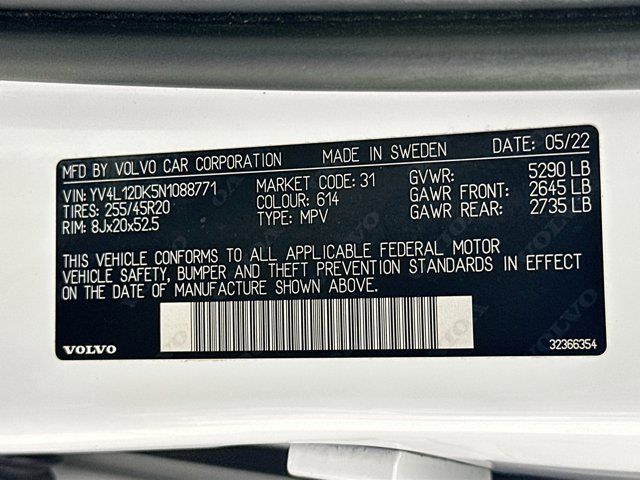 MFD BY VOLVO CAR CORPORATION MADE IN SWEDEN DATE: 05/22
VIN: YV4L12DK5N1088771 MARKET CODE: 31 GVWR: 5290 LB
TIRES: 255/45R20 COLOUR: 614 GAWR FRONT: 2645 LB
RIM: 8Jx20x52.5 TYPE: MPV GAWR REAR: 2735 LB
THIS VEHICLE CONFORMS TO ALL APPLICABLE FEDERAL MOTOR
VEHICLE SAFETY, BUMPER AND THEFT PREVENTION STANDARDS IN EFFECT
ON THE DATE OF MANUFACTURE SHOWN ABOVE.
VOLVO 32366354